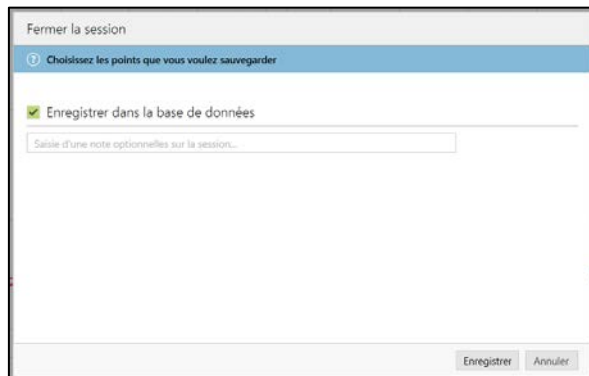 Fermer la session
? Choisissez les points que vous voulez sauvegarder
Enregistrer dans la base de données
Saisie d'une note optionnelles sur la session...
Enregistrer Annuler